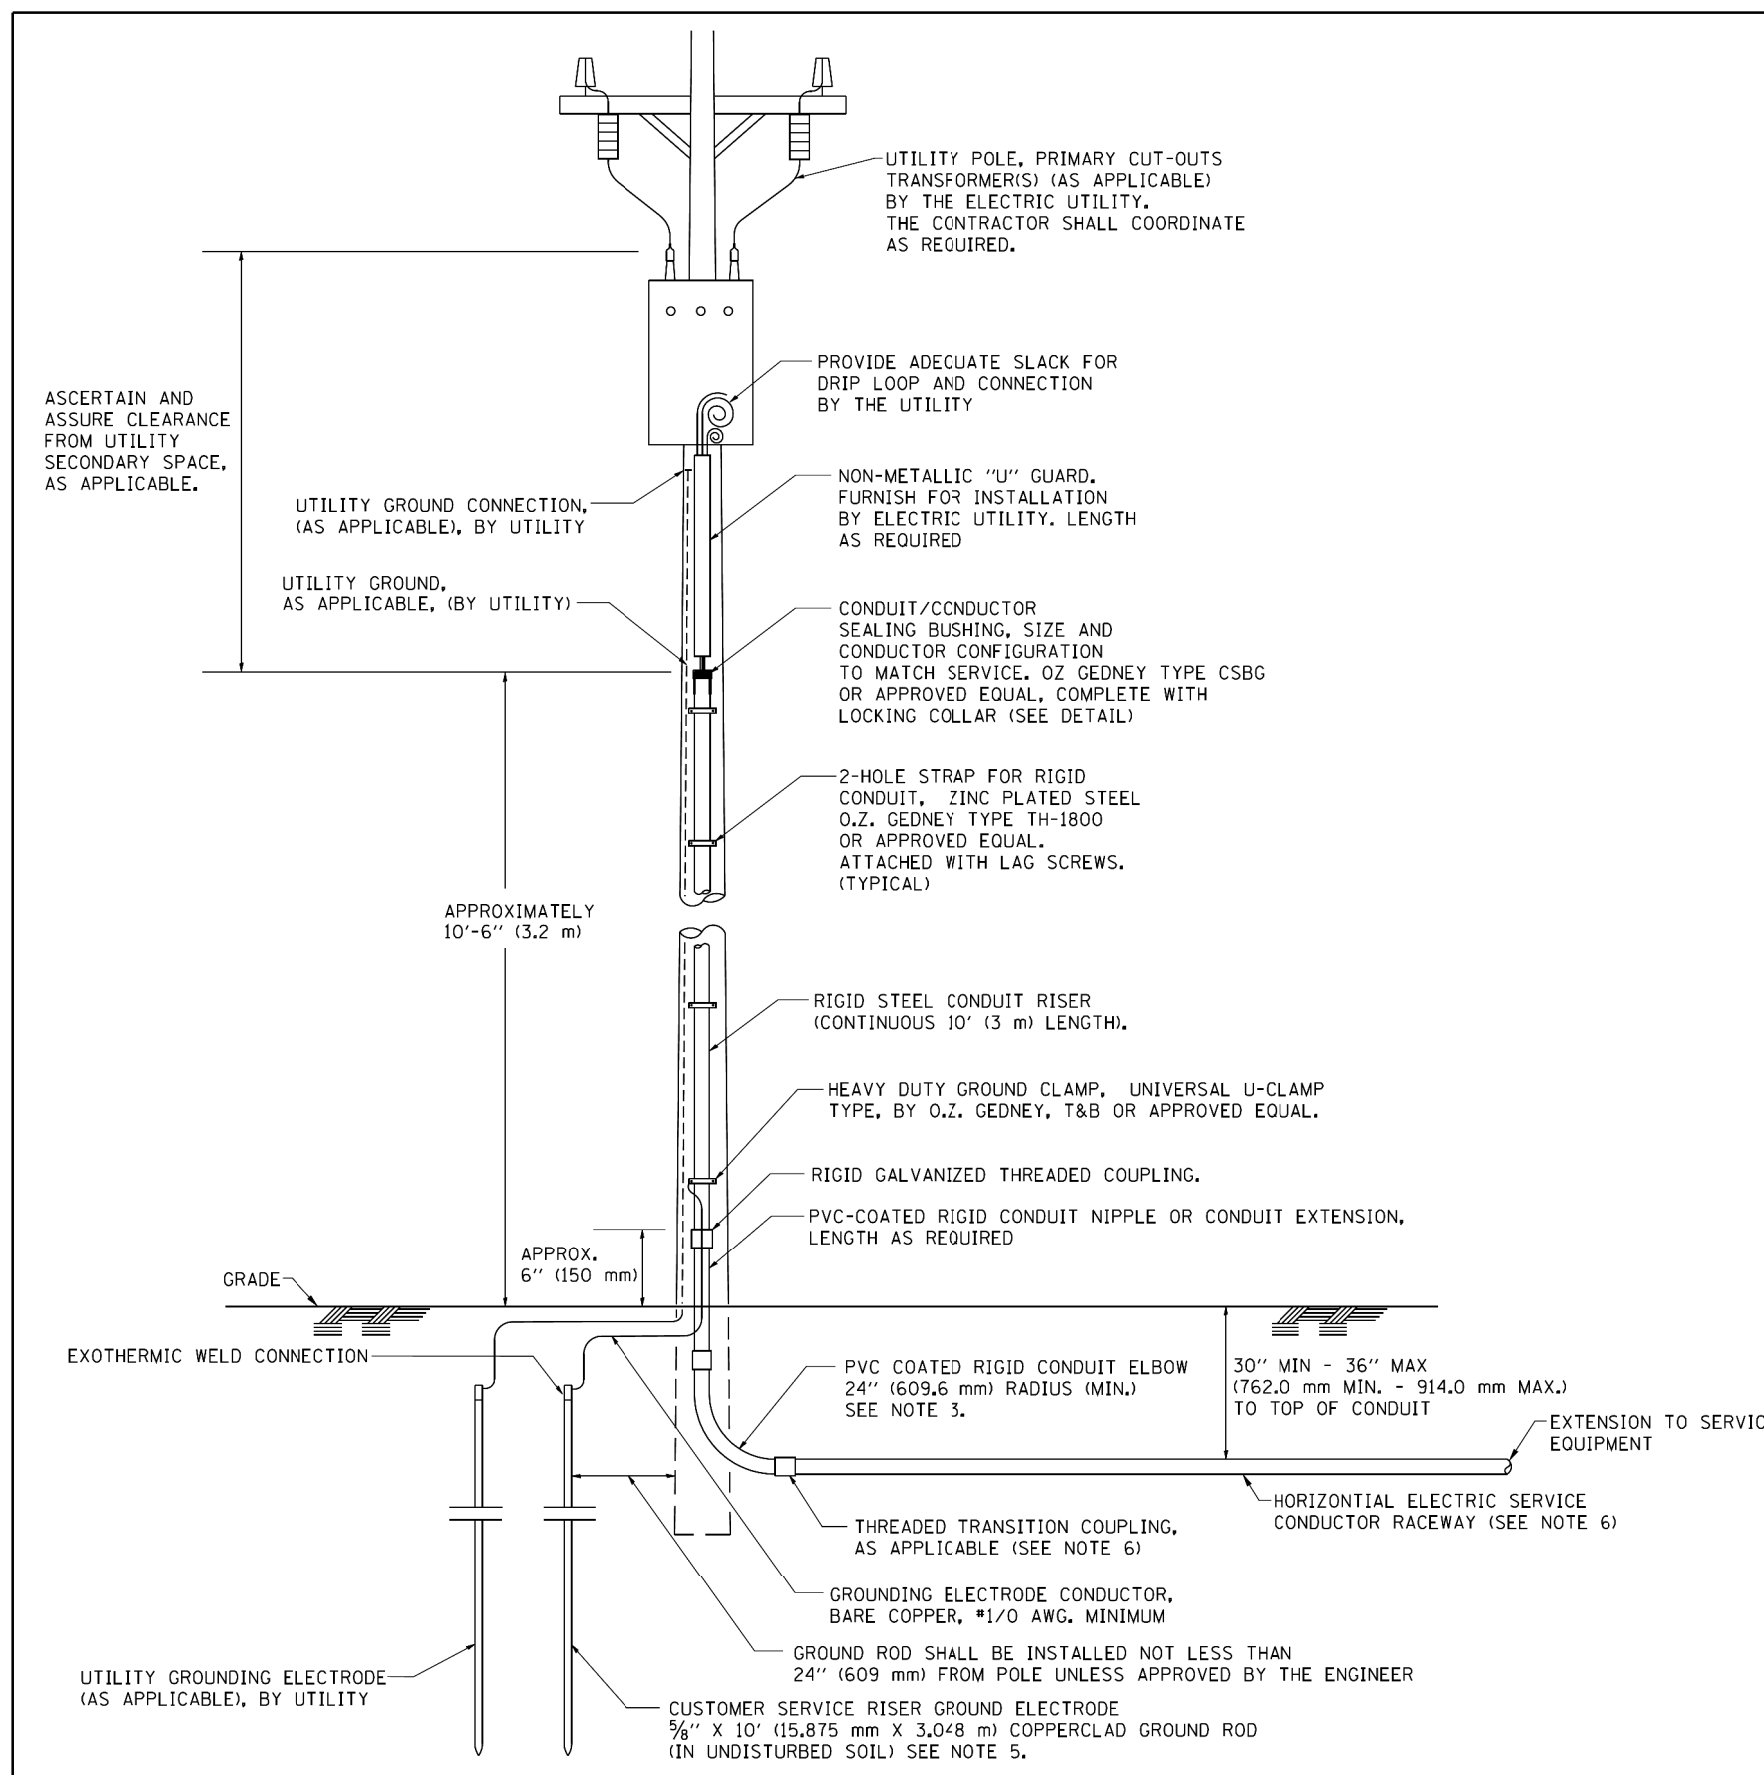 UTILITY POLE, PRIMARY CUT-OUTS
TRANSFORMER(S) (AS APPLICABLE)
BY THE ELECTRIC UTILITY.
THE CONTRACTOR SHALL COORDINATE
AS REQUIRED.
PROVIDE ADEQUATE SLACK FOR
DRIP LOOP AND CONNECTION
BY THE UTILITY
ASCERTAIN AND
ASSURE CLEARANCE
FROM UTILITY
SECONDARY SPACE,
AS APPLICABLE.
UTILITY GROUND CONNECTION,
(AS APPLICABLE), BY UTILITY
NON-METALLIC "U" GUARD.
FURNISH FOR INSTALLATION
BY ELECTRIC UTILITY. LENGTH
AS REQUIRED
UTILITY GROUND,
AS APPLICABLE, (BY UTILITY)
CONDUIT/CONDUCTOR
SEALING BUSHING, SIZE AND
CONDUCTOR CONFIGURATION
TO MATCH SERVICE. OZ GEDNEY TYPE CSBG
OR APPROVED EQUAL, COMPLETE WITH
LOCKING COLLAR (SEE DETAIL)
2-HOLE STRAP FOR RIGID
CONDUIT, ZINC PLATED STEEL
O.Z. GEDNEY TYPE TH-1800
OR APPROVED EQUAL.
ATTACHED WITH LAG SCREWS.
(TYPICAL)
APPROXIMATELY
10'-6" (3.2 m)
RIGID STEEL CONDUIT RISER
(CONTINUOUS 10' (3 m) LENGTH).
HEAVY DUTY GROUND CLAMP, UNIVERSAL U-CLAMP
TYPE, BY O.Z. GEDNEY, T&B OR APPROVED EQUAL.
RIGID GALVANIZED THREADED COUPLING.
PVC-COATED RIGID CONDUIT NIPPLE OR CONDUIT EXTENSION,
LENGTH AS REQUIRED
APPROX.
6" (150 mm)
GRADE
EXOTHERMIC WELD CONNECTION
PVC COATED RIGID CONDUIT ELBOW
24" (609.6 mm) RADIUS (MIN.)
SEE NOTE 3.
30" MIN - 36" MAX
(762.0 mm MIN. - 914.0 mm MAX.)
TO TOP OF CONDUIT
EXTENSION TO SERVIC
EQUIPMENT
HORIZONTIAL ELECTRIC SERVICE
CONDUCTOR RACEWAY (SEE NOTE 6)
THREADED TRANSITION COUPLING,
AS APPLICABLE (SEE NOTE 6)
GROUNDING ELECTRODE CONDUCTOR,
BARE COPPER, #1/0 AWG. MINIMUM
GROUND ROD SHALL BE INSTALLED NOT LESS THAN
24" (609 mm) FROM POLE UNLESS APPROVED BY THE ENGINEER
UTILITY GROUNDING ELECTRODE
(AS APPLICABLE), BY UTILITY
CUSTOMER SERVICE RISER GROUND ELECTRODE
5/8" X 10' (15.875 mm X 3.048 m) COPPERCLAD GROUND ROD
(IN UNDISTURBED SOIL) SEE NOTE 5.